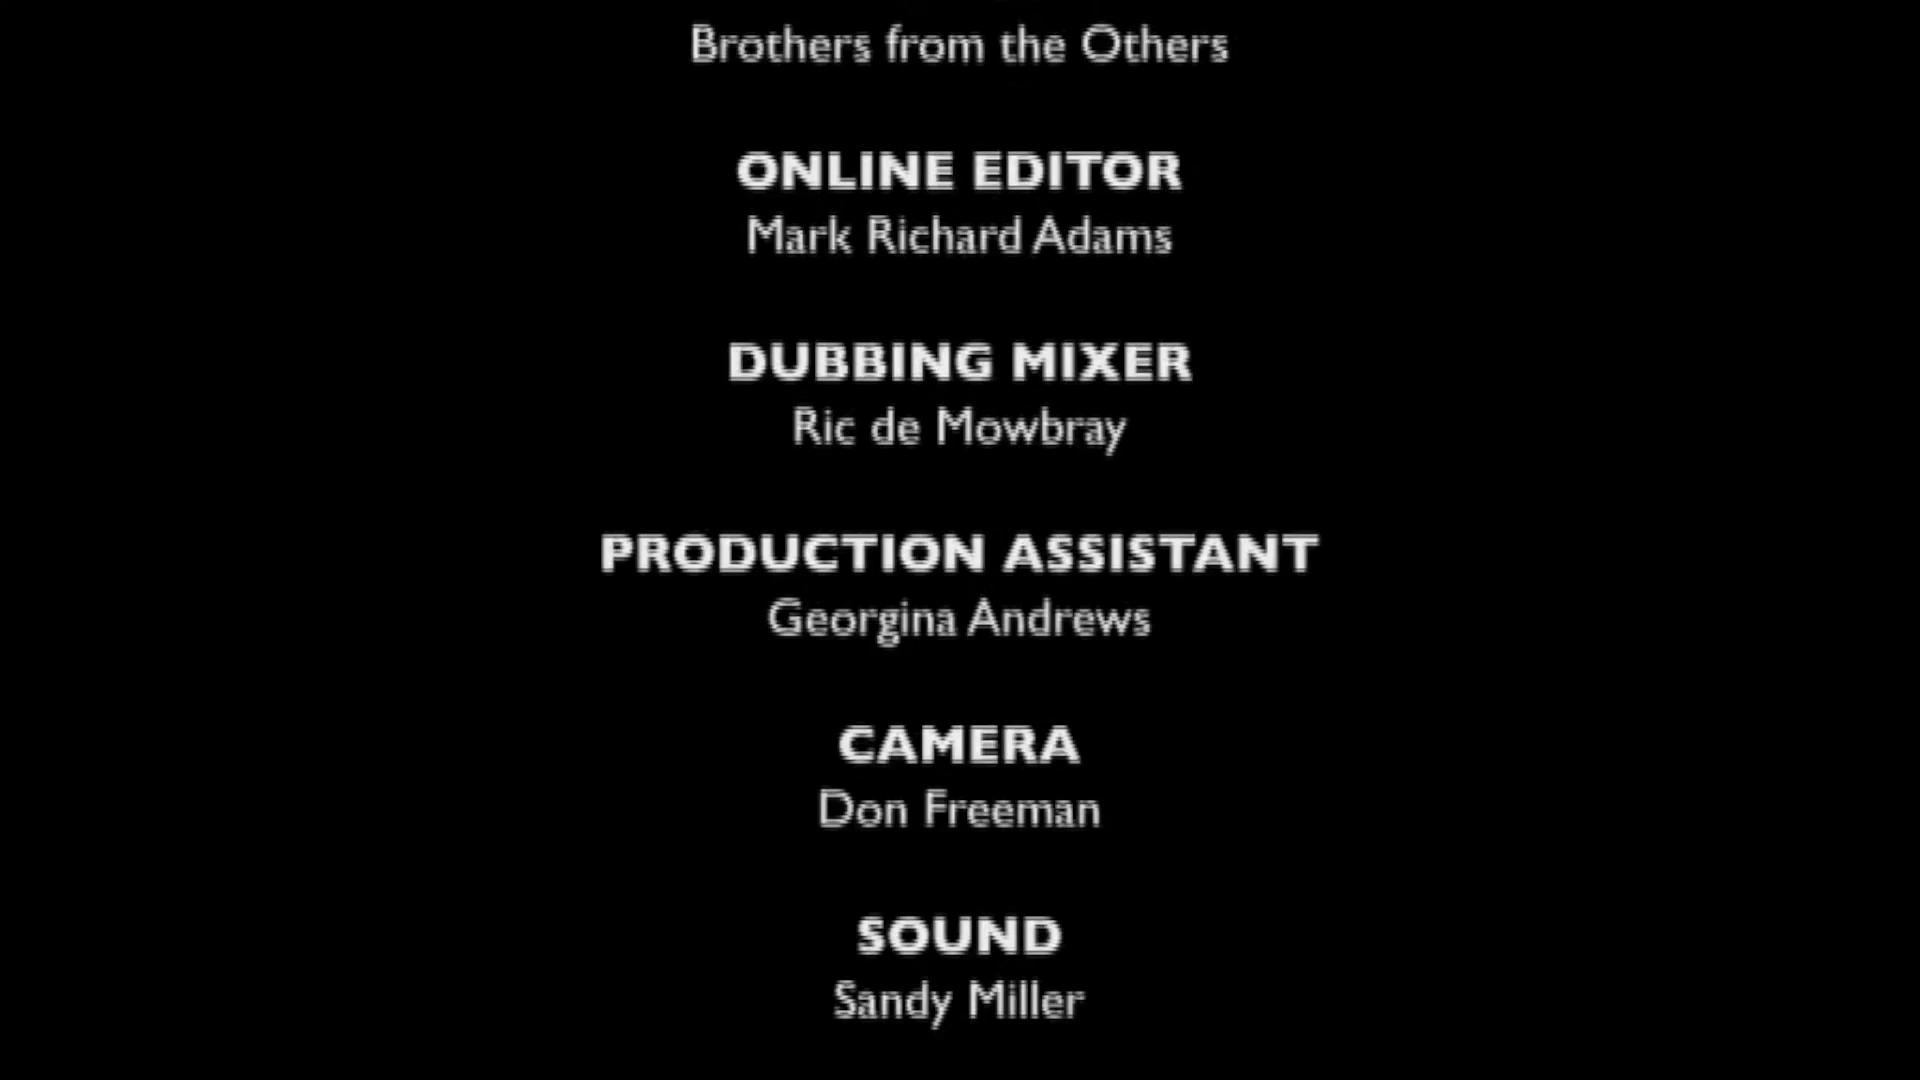 Brothers from the Others
ONLINE EDITOR
Mark Richard Adams
DUBBING MIXER
Ric de Mowbray
PRODUCTION ASSISTANT
Georgina Andrews
CAMERA
Don Freeman
SOUND
Sandy Miller